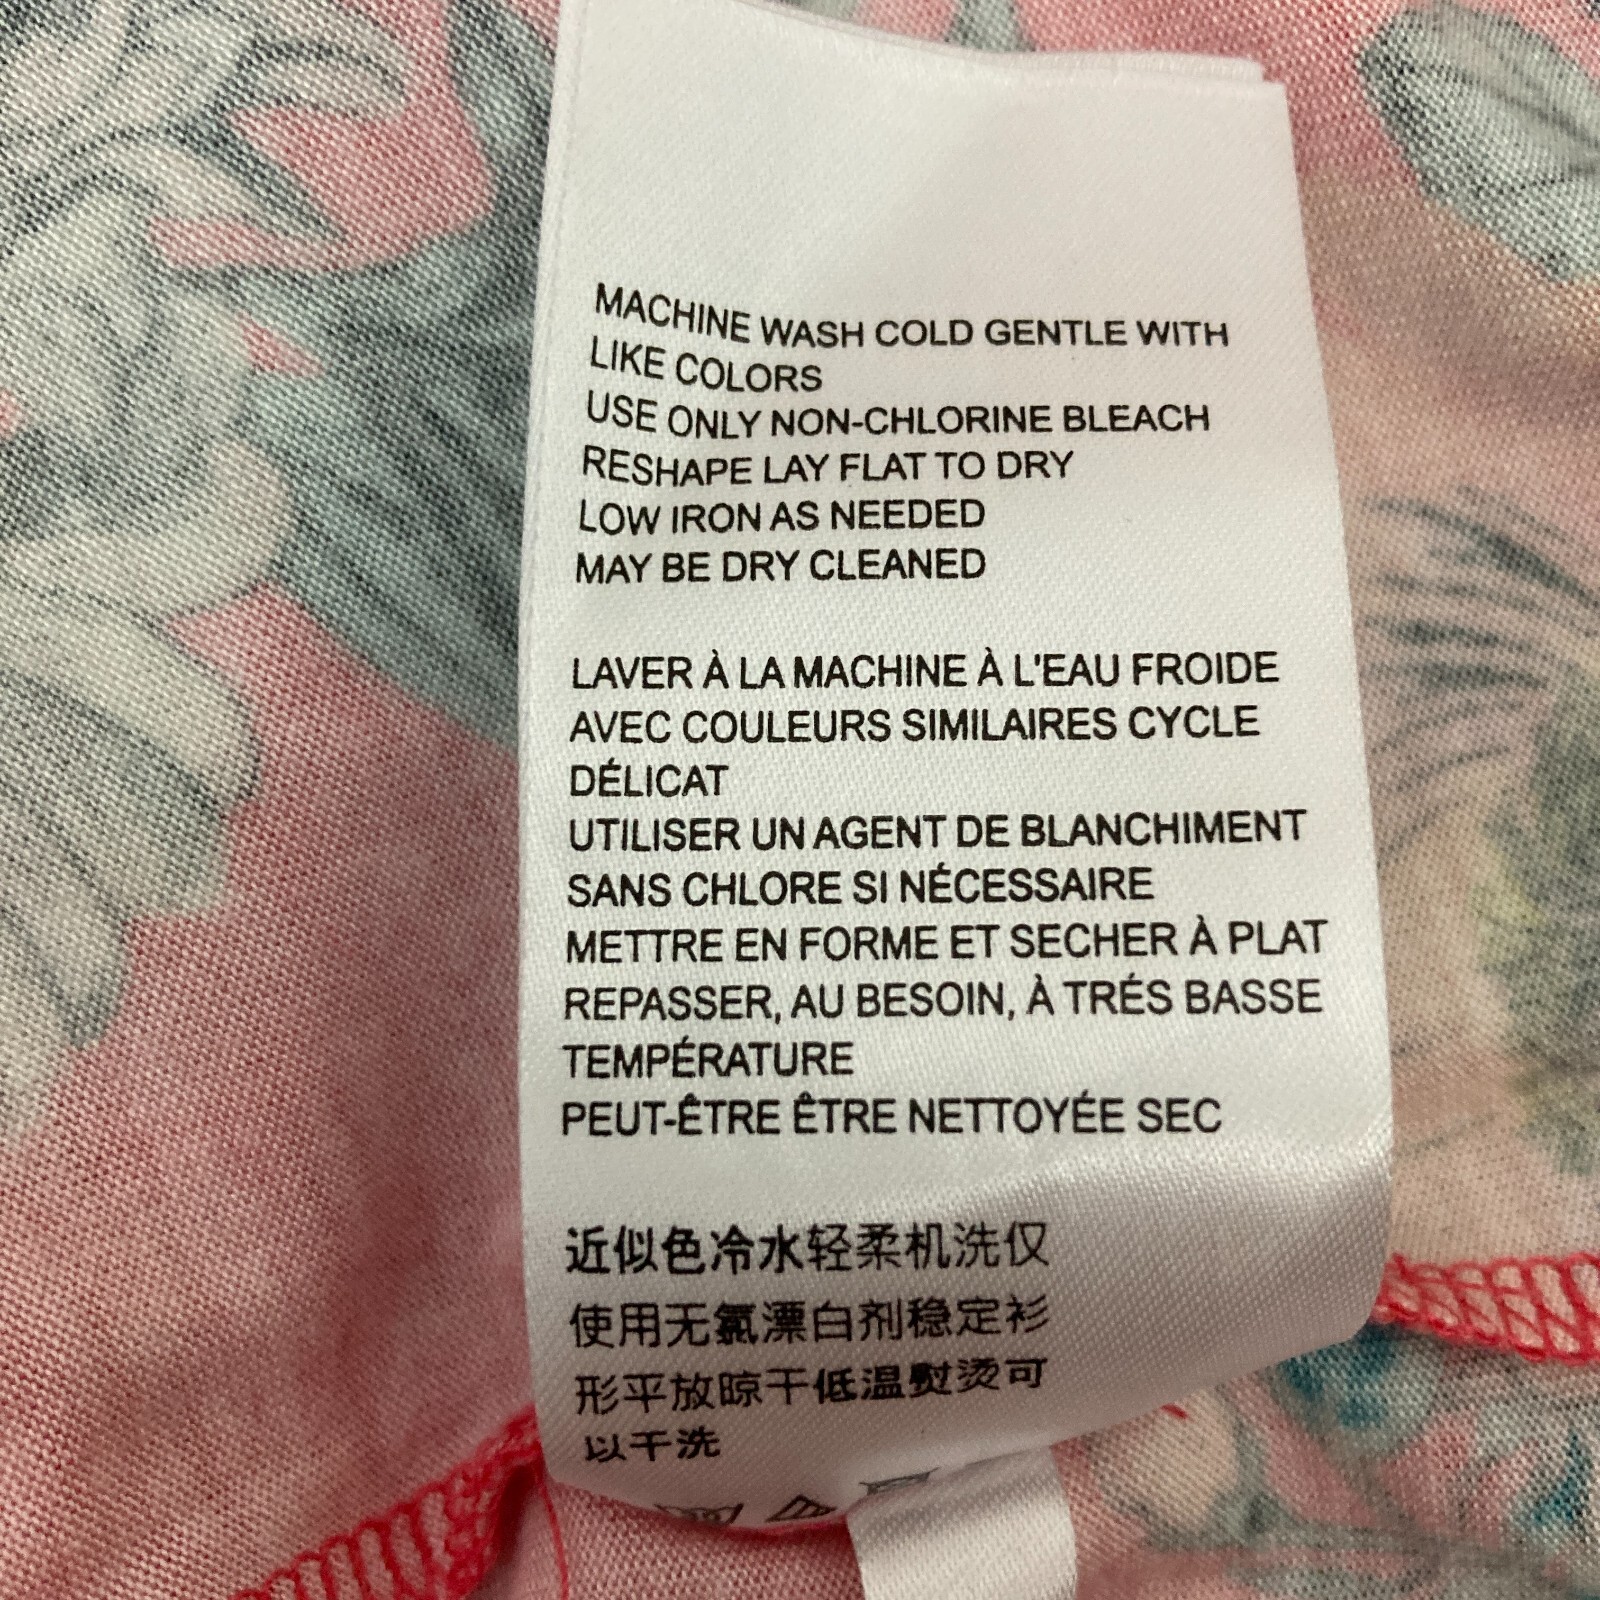 MACHINE WASH COLD GENTLE WITH
LIKE COLORS
USE ONLY NON-CHLORINE BLEACH
RESHAPE LAY FLAT TO DRY
LOW IRON AS NEEDED
MAY BE DRY CLEANED
LAVER À LA MACHINE À L'EAU FROIDE
AVEC COULEURS SIMILAIRES CYCLE
DÉLICAT
UTILISER UN AGENT DE BLANCHIMENT
SANS CHLORE SI NÉCESSAIRE
METTRE EN FORME ET SECHER À PLAT
REPASSER, AU BESOIN, À TRÉS BASSE
TEMPÉRATURE
PEUT-ÊTRE ÊTRE NETTOYÉE SEC
近似色冷水轻柔机洗仅
使用无氯漂白剂稳定衫
形平放晾干低温熨烫可
以干洗